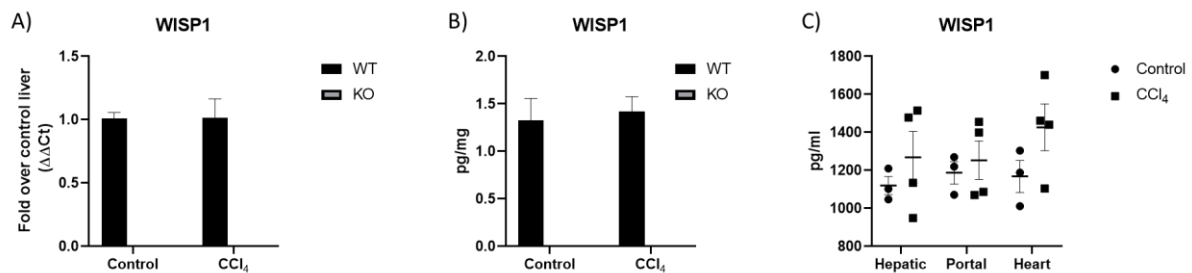 A)
WISP1
Fold over control liver
(ΔΔCt)
1.5
1.0
0.5
0.0
Control
CCl₄
WT
KO
B)
WISP1
pg/mg
2.0
1.5
1.0
0.5
0.0
Control
CCl₄
WT
KO
C)
WISP1
pg/ml
1800
1600
1400
1200
1000
800
Hepatic
Portal
Heart
Control
CCl₄